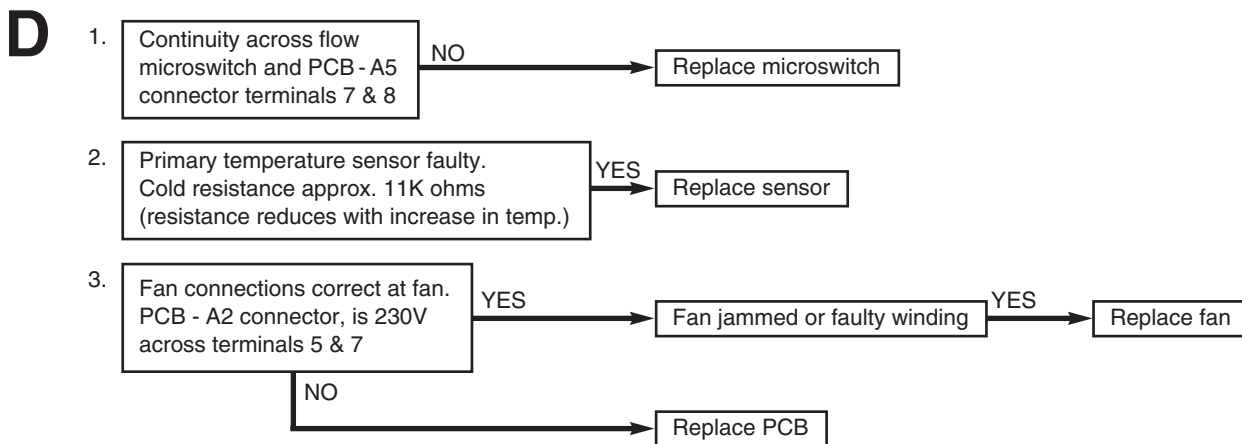 D
1.
Continuity across flow
microswitch and PCB - A5
connector terminals 7 & 8
NO
Replace microswitch
2.
Primary temperature sensor faulty.
Cold resistance approx. 11K ohms
(resistance reduces with increase in temp.)
YES
Replace sensor
3.
Fan connections correct at fan.
PCB - A2 connector, is 230V
across terminals 5 & 7
YES
Fan jammed or faulty winding
YES
Replace fan
NO
Replace PCB